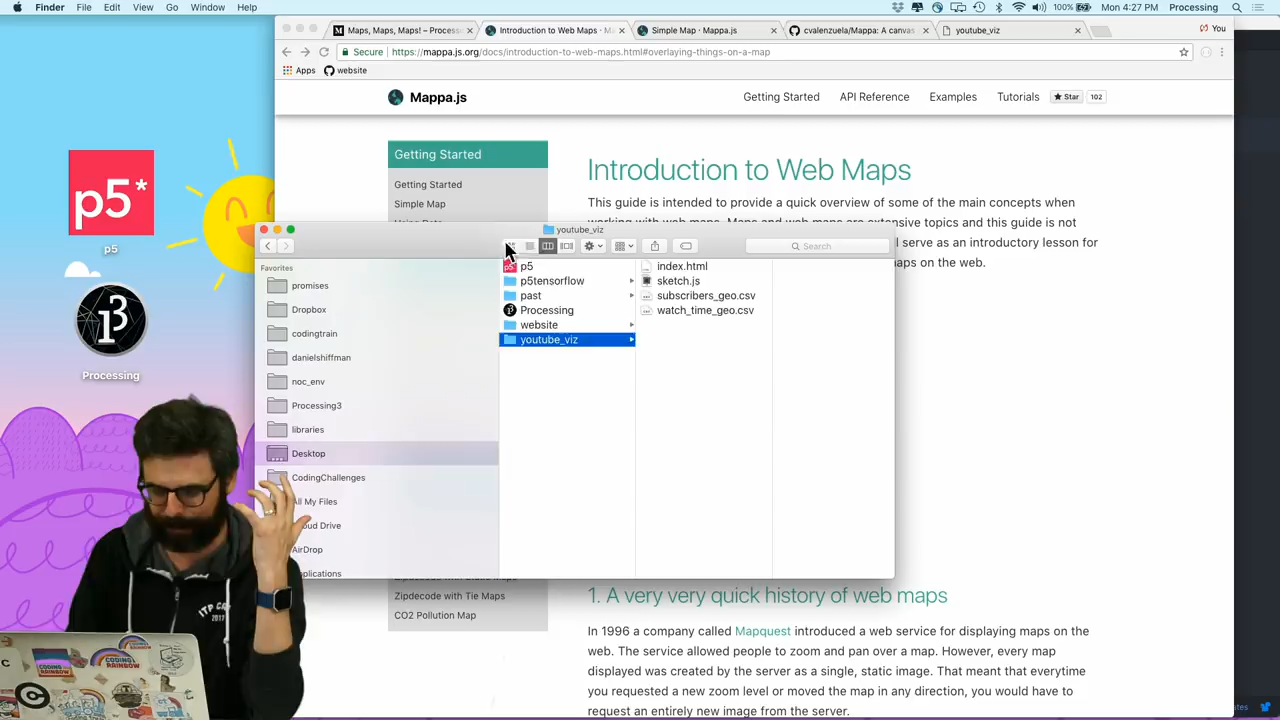 Finder File Edit View Go Window Help
100% Mon 4:27 PM Processing
Maps, Maps, Maps! – Process
Introduction to Web Maps ·
Simple Map · Mappa.js
cvalenzuela/Mappa: A canvas
youtube_viz
You
Secure https://mappa.js.org/docs/introduction-to-web-maps.html#overlaying-things-on-a-map
Apps website
Mappa.js
Getting Started API Reference Examples Tutorials Star 102
Getting Started
Getting Started
Simple Map
Introduction to Web Maps
This guide is intended to provide a quick overview of some of the main concepts when
serve as an introductory lesson for
maps on the web.
p5*
p5
Processing
youtube_viz
Search
Favorites
promises
Dropbox
codingtrain
danielshiffman
noc_env
Processing3
libraries
Desktop
CodingChallenges
All My Files
oud Drive
AirDrop
pplications
p5
p5tensorflow
past
Processing
website
youtube_viz
index.html
sketch.js
subscribers_geo.csv
watch_time_geo.csv
Zipdecode with Tie Maps
CO2 Pollution Map
1. A very very quick history of web maps
In 1996 a company called Mapquest introduced a web service for displaying maps on the
web. The service allowed people to zoom and pan over a map. However, every map
displayed was created by the server as a single, static image. That meant that everytime
you requested a new zoom level or moved the map in any direction, you would have to
request an entirely new image from the server.
ITP CA
2017
CODING
RAINBOW